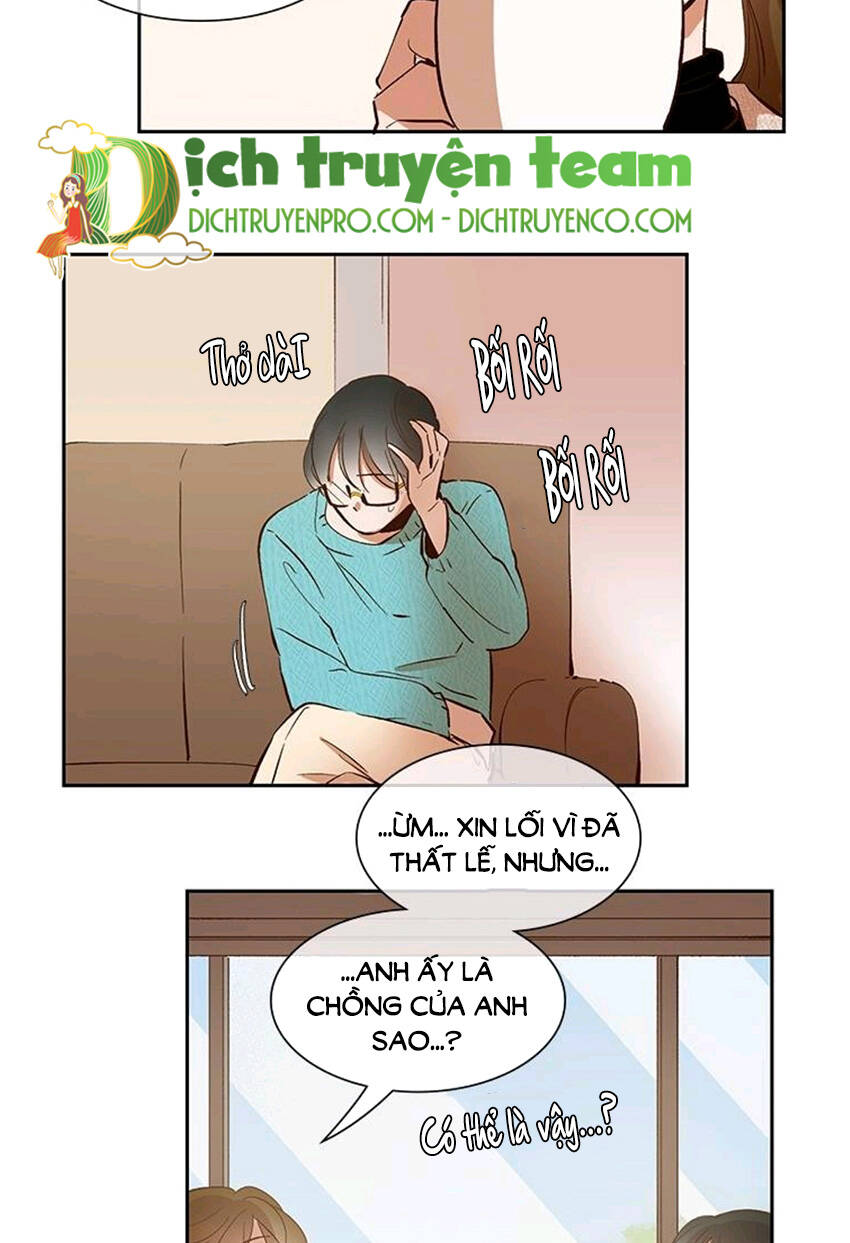 Dịch truyện team
DICHTRUYENPRO.COM - DICHTRUYENCO.COM
Thở dài
BỐI RỐI
BỐI RỐI
...ỪM... XIN LỖI VÌ ĐÃ
THẤT LỄ, NHƯNG...
...ANH ẤY LÀ
CHỒNG CỦA ANH
SAO...?
Có thể là vậy....?